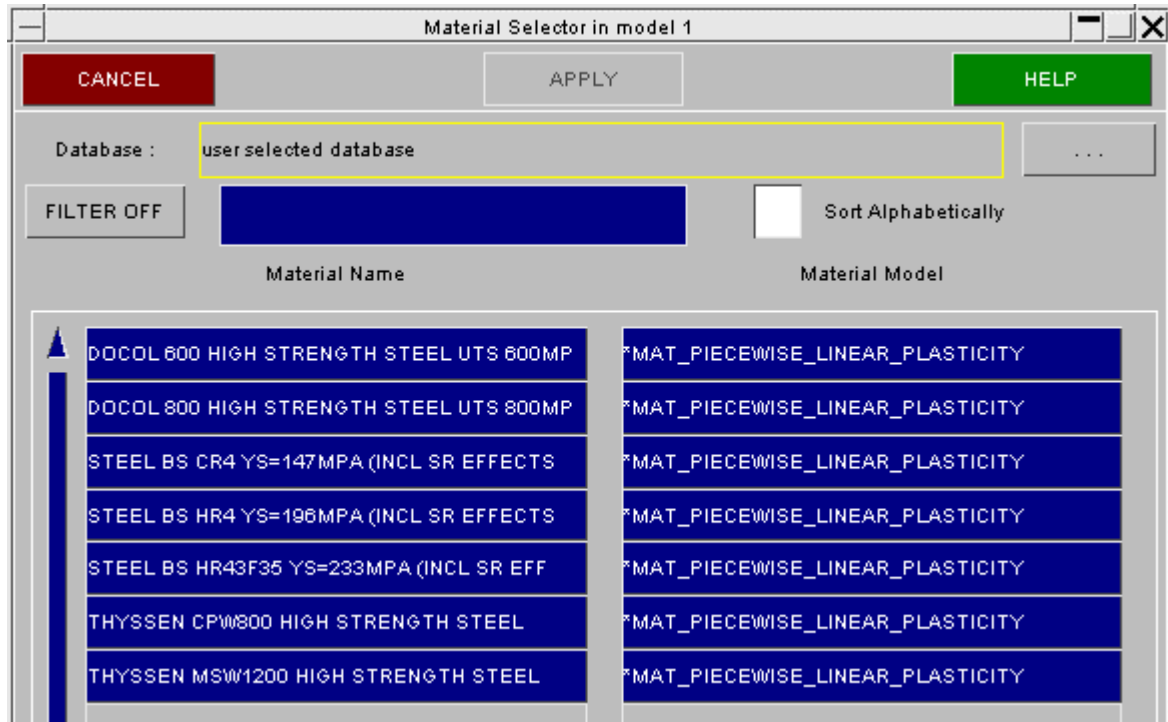 Material Selector in model 1
CANCEL APPLY HELP
Database : user selected database ...
FILTER OFF Sort Alphabetically
Material Name Material Model
DOCOL 600 HIGH STRENGTH STEEL UTS 600MP *MAT_PIECEWISE_LINEAR_PLASTICITY
DOCOL 800 HIGH STRENGTH STEEL UTS 800MP *MAT_PIECEWISE_LINEAR_PLASTICITY
STEEL BS CR4 YS=147MPA (INCL SR EFFECTS *MAT_PIECEWISE_LINEAR_PLASTICITY
STEEL BS HR4 YS=196MPA (INCL SR EFFECTS *MAT_PIECEWISE_LINEAR_PLASTICITY
STEEL BS HR43F35 YS=233MPA (INCL SR EFF *MAT_PIECEWISE_LINEAR_PLASTICITY
THYSSEN CPW800 HIGH STRENGTH STEEL *MAT_PIECEWISE_LINEAR_PLASTICITY
THYSSEN MSW1200 HIGH STRENGTH STEEL *MAT_PIECEWISE_LINEAR_PLASTICITY